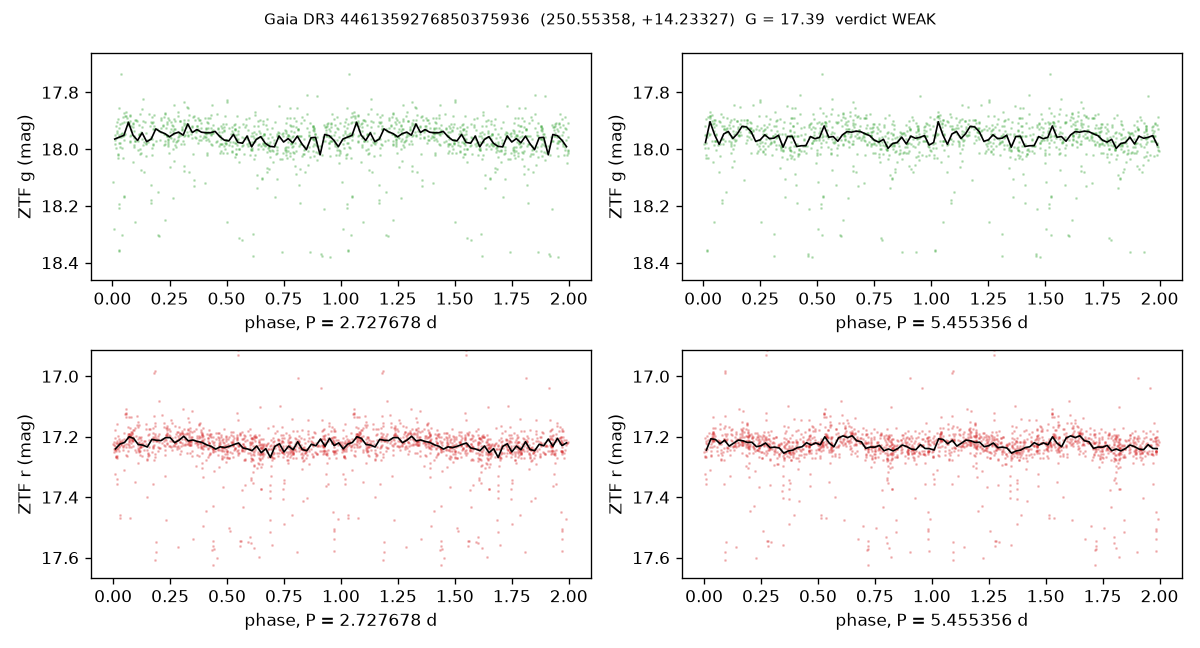 Gaia DR3 4461359276850375936 (250.55358, +14.23327) G = 17.39 verdict WEAK
ZTF g (mag)
17.8
18.0
18.2
18.4
0.00 0.25 0.50 0.75 1.00 1.25 1.50 1.75 2.00
phase, P = 2.727678 d
ZTF g (mag)
17.8
18.0
18.2
18.4
0.00 0.25 0.50 0.75 1.00 1.25 1.50 1.75 2.00
phase, P = 5.455356 d
ZTF r (mag)
17.0
17.2
17.4
17.6
0.00 0.25 0.50 0.75 1.00 1.25 1.50 1.75 2.00
phase, P = 2.727678 d
ZTF r (mag)
17.0
17.2
17.4
17.6
0.00 0.25 0.50 0.75 1.00 1.25 1.50 1.75 2.00
phase, P = 5.455356 d